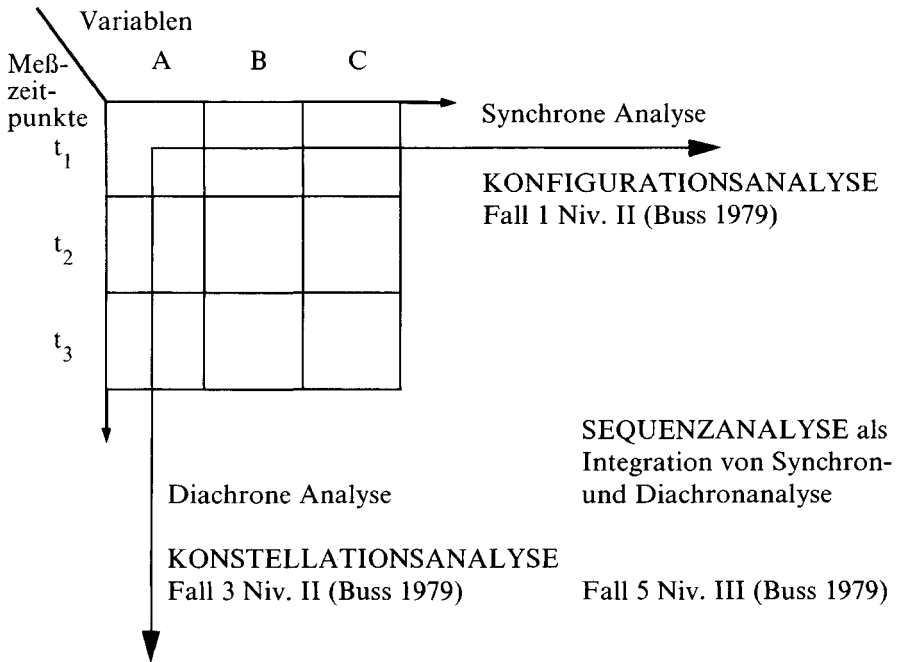 Variablen
A B C
Meß-
zeit-
punkte
t1
t2
t3
Synchrone Analyse
KONFIGURATIONSANALYSE
Fall 1 Niv. II (Buss 1979)
Diachrone Analyse
KONSTELLATIONSANALYSE
Fall 3 Niv. II (Buss 1979)
SEQUENZANALYSE als
Integration von Synchron-
und Diachronanalyse
Fall 5 Niv. III (Buss 1979)